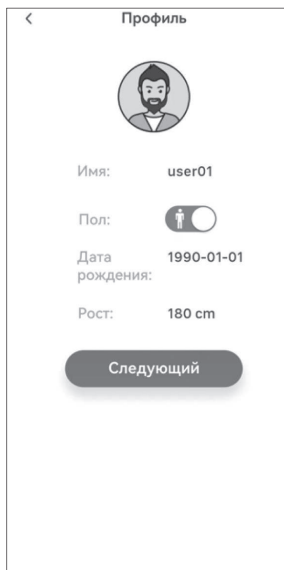 Профиль
Имя: user01
Пол:
Дата
рождения: 1990-01-01
Рост: 180 cm
Следующий